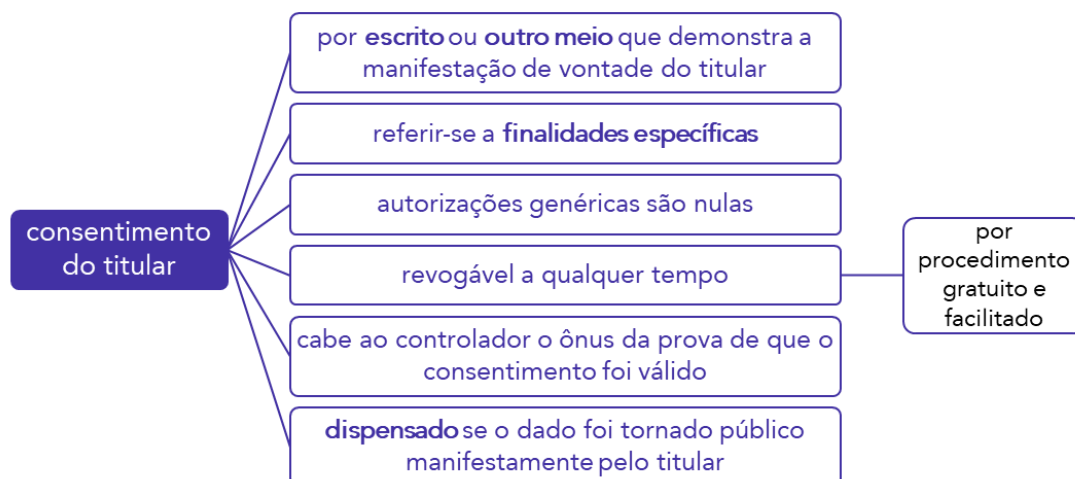 por escrito ou outro meio que demonstra a
manifestação de vontade do titular
referir-se a finalidades específicas
autorizações genéricas são nulas
consentimento
do titular
revogável a qualquer tempo
por
procedimento
gratuito e
facilitado
cabe ao controlador o ônus da prova de que o
consentimento foi válido
dispensado se o dado foi tornado público
manifestamente pelo titular